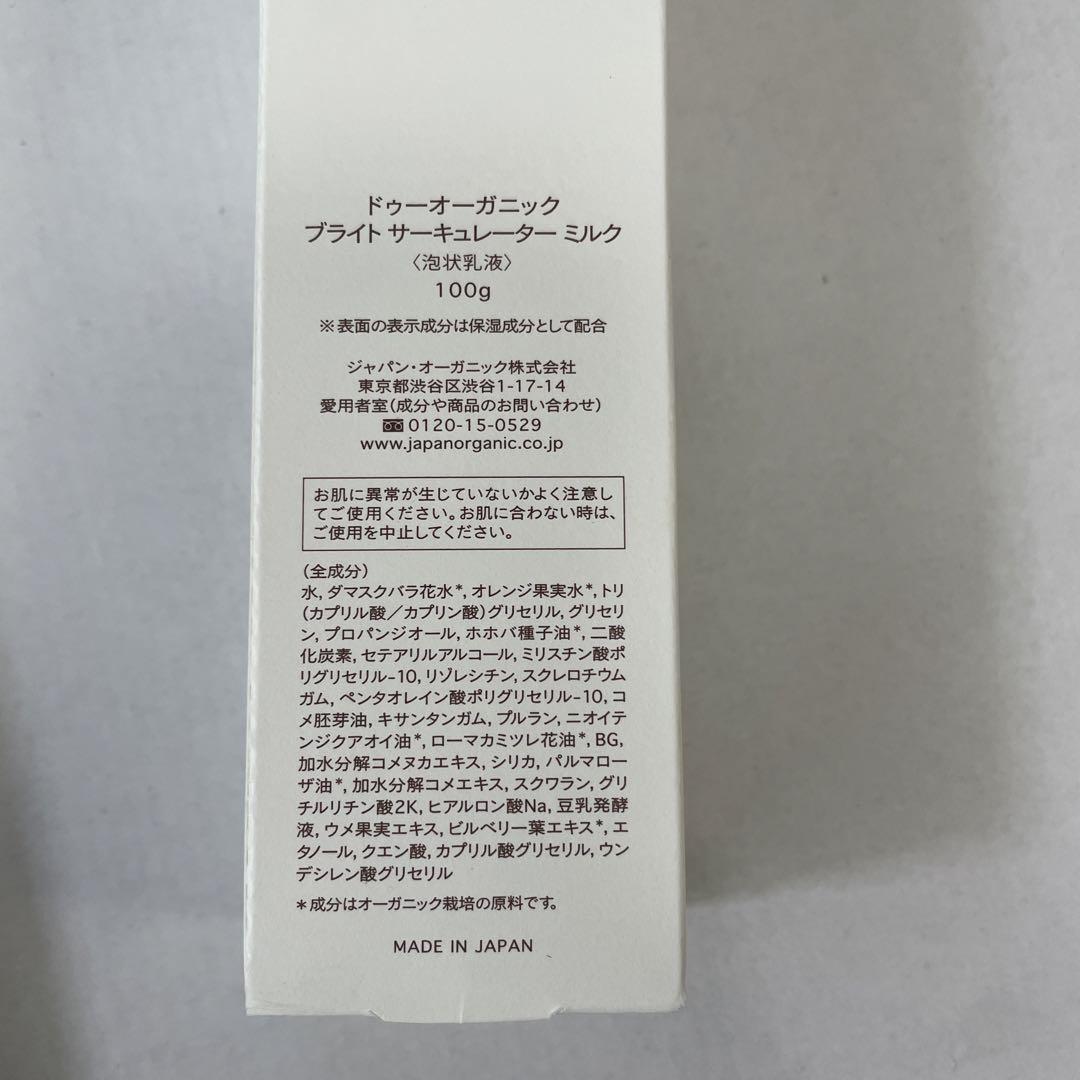 ドゥーオーガニック
ブライト サーキュレーター ミルク
〈泡状乳液〉
100g
※表面の表示成分は保湿成分として配合
ジャパン・オーガニック株式会社
東京都渋谷区渋谷1-17-14
愛用者室(成分や商品のお問い合わせ)
0120-15-0529
www.japanorganic.co.jp
お肌に異常が生じていないかよく注意し
てご使用ください。お肌に合わない時は、
ご使用を中止してください。
(全成分)
水, ダマスクバラ花水*, オレンジ果実水*, トリ
(カプリル酸／カプリン酸)グリセリル, グリセリ
ン, プロパンジオール, ホホバ種子油*, 二酸
化炭素, セテアリルアルコール, ミリスチン酸ポ
リグリセリル-10, リゾレシチン, スクレロチウム
ガム, ペンタオレイン酸ポリグリセリル-10, コ
メ胚芽油, キサンタンガム, プルラン, ニオイテ
ンジクアオイ油*, ローマカミツレ花油*, BG,
加水分解コメヌカエキス, シリカ, パルマロー
ザ油*, 加水分解コメエキス, スクワラン, グリ
チルリチン酸2K, ヒアルロン酸Na, 豆乳発酵
液, ウメ果実エキス, ビルベリー葉エキス*, エ
タノール, クエン酸, カプリル酸グリセリル, ウン
デシレン酸グリセリル
*成分はオーガニック栽培の原料です。
MADE IN JAPAN